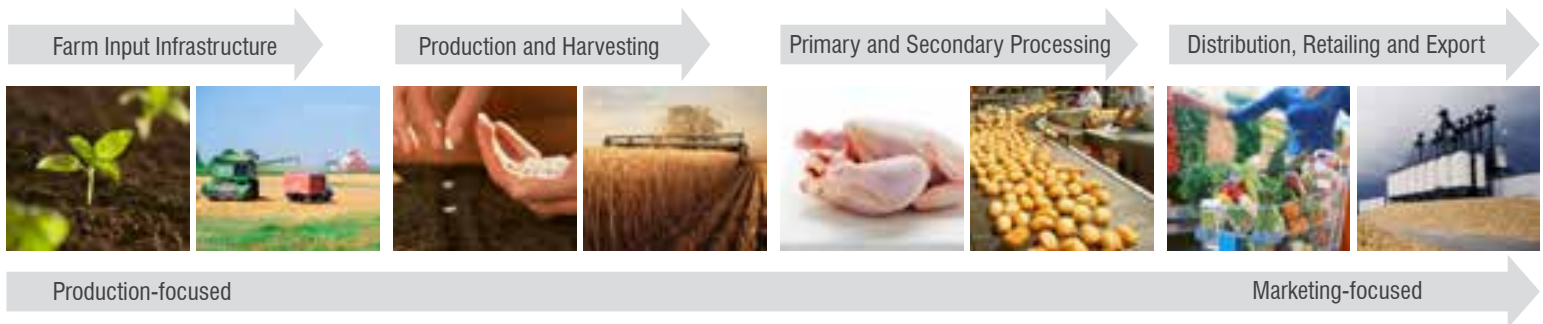 Farm Input Infrastructure
Production and Harvesting
Primary and Secondary Processing
Distribution, Retailing and Export
Production-focused
Marketing-focused